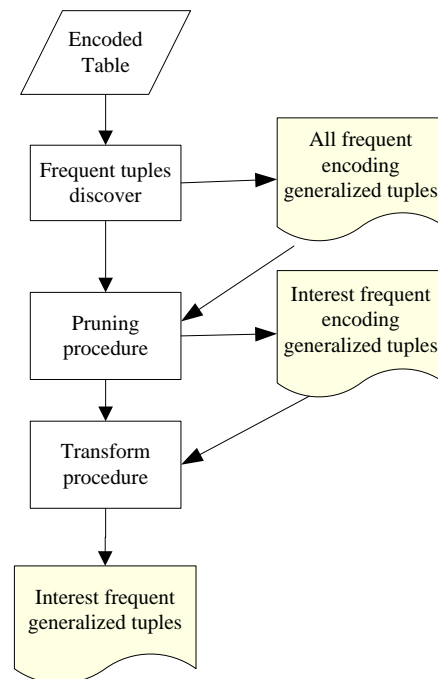 Encoded
Table
Frequent tuples
discover
All frequent
encoding
generalized tuples
Pruning
procedure
Interest frequent
encoding
generalized tuples
Transform
procedure
Interest frequent
generalized tuples